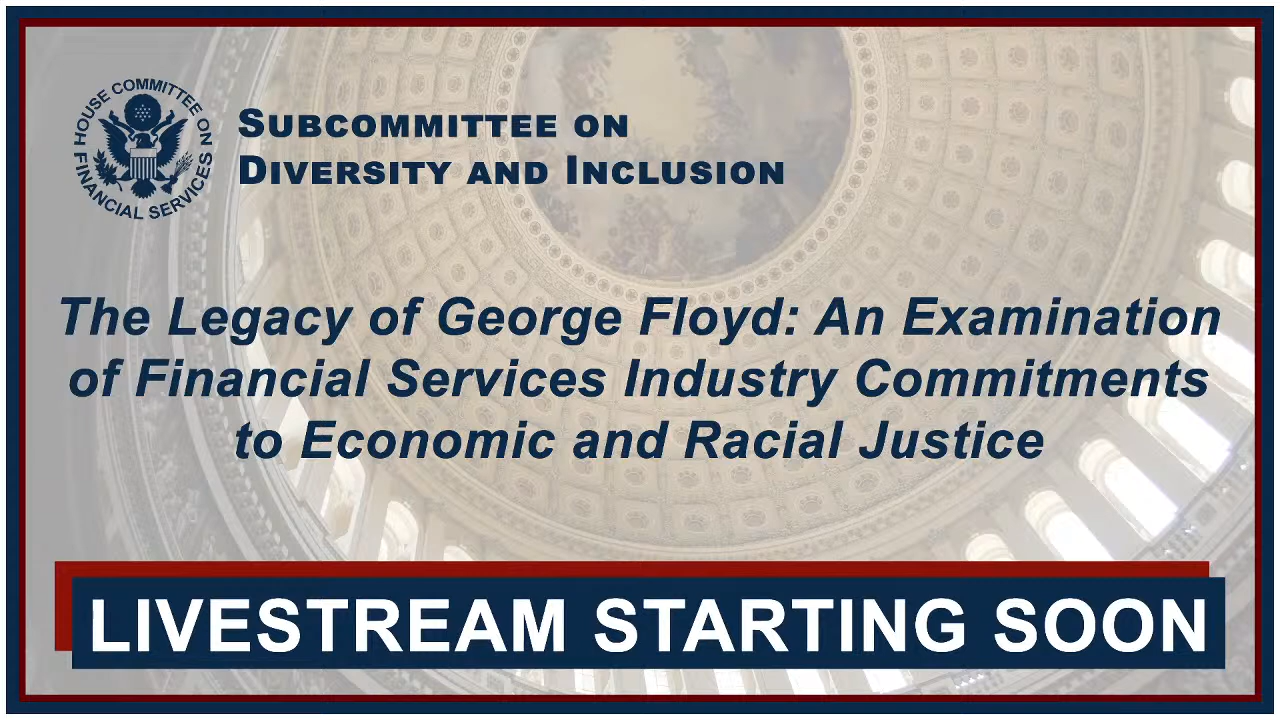 HOUSE COMMITTEE ON
FINANCIAL SERVICES
SUBCOMMITTEE ON
DIVERSITY AND INCLUSION
The Legacy of George Floyd: An Examination
of Financial Services Industry Commitments
to Economic and Racial Justice
LIVESTREAM STARTING SOON